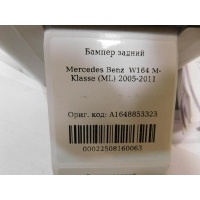 Бампер задний
Mercedes Benz W164 M-
Klasse (ML) 2005-2011
Ориг. код: A1648853323
00022508160063